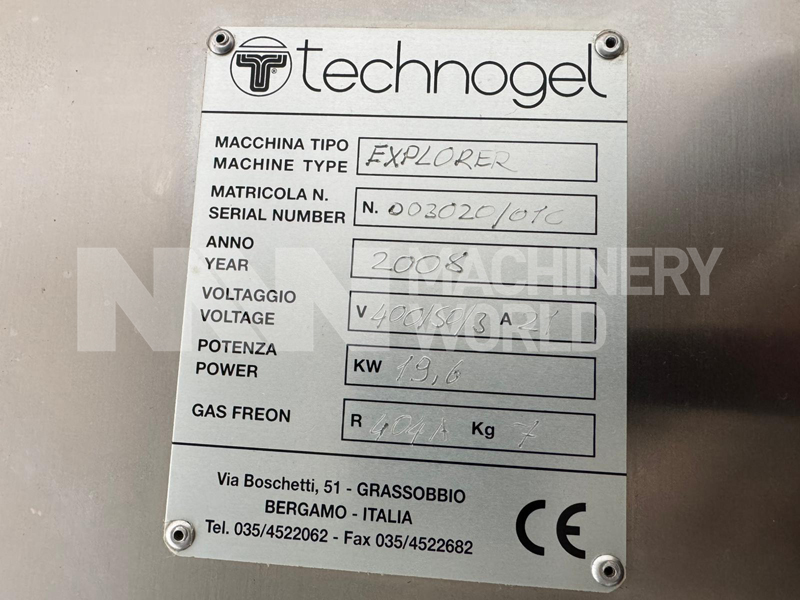 technogel
MACCHINA TIPO
MACHINE TYPE EXPLORER
MATRICOLA N.
SERIAL NUMBER N. 003020/010
ANNO
YEAR 2008
VOLTAGGIO
VOLTAGE V 400/50/3 A 21
POTENZA
POWER KW 19,6
GAS FREON R 404A Kg 7
Via Boschetti, 51 - GRASSOBBIO
BERGAMO - ITALIA
Tel. 035/4522062 - Fax 035/4522682
CE
MACHINERY
WORLD